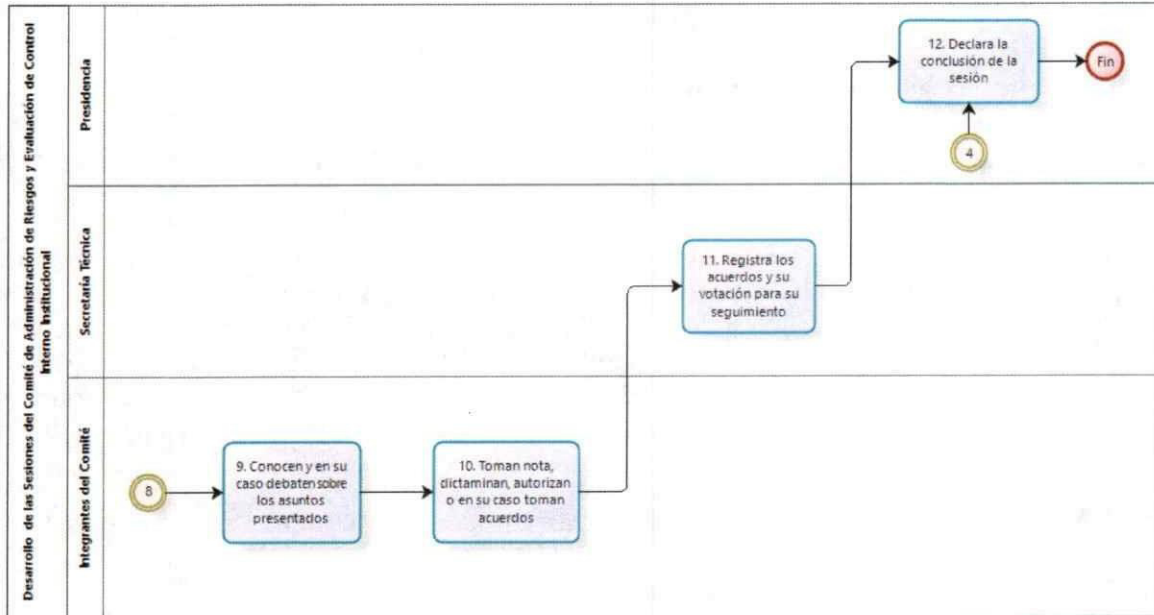 Desarrollo de las Sesiones del Comité de Administración de Riesgos y Evaluación de Control
Interno Institucional
Presidencia
12. Declara la
conclusión de la
sesión
Fin
4
Secretaría Técnica
11. Registra los
acuerdos y su
votación para su
seguimiento
Integrantes del Comité
8
9. Conocen y en su
caso debaten sobre
los asuntos
presentados
10. Toman nota,
dictaminan, autorizan
o en su caso toman
acuerdos